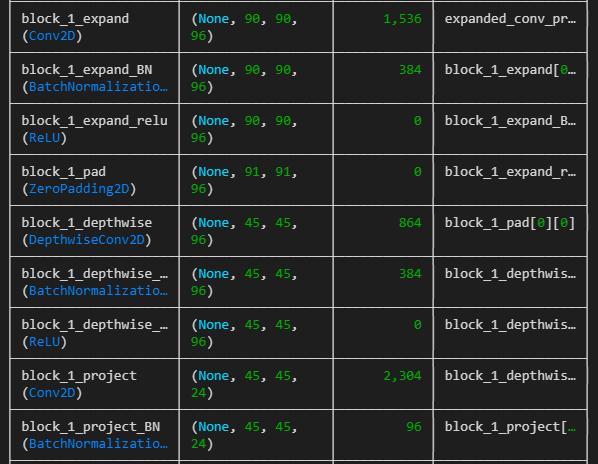 block_1_expand (None, 90, 90, 1,536 expanded_conv_pr…
(Conv2D) 96)
block_1_expand_BN (None, 90, 90, 384 block_1_expand[0…
(BatchNormalizatio… 96)
block_1_expand_relu (None, 90, 90, 0 block_1_expand_B…
(ReLU) 96)
block_1_pad (None, 91, 91, 0 block_1_expand_r…
(ZeroPadding2D) 96)
block_1_depthwise (None, 45, 45, 864 block_1_pad[0][0]
(DepthwiseConv2D) 96)
block_1_depthwise_… (None, 45, 45, 384 block_1_depthwis…
(BatchNormalizatio… 96)
block_1_depthwise_… (None, 45, 45, 0 block_1_depthwis…
(ReLU) 96)
block_1_project (None, 45, 45, 2,304 block_1_depthwis…
(Conv2D) 24)
block_1_project_BN (None, 45, 45, 96 block_1_project[…
(BatchNormalizatio… 24)